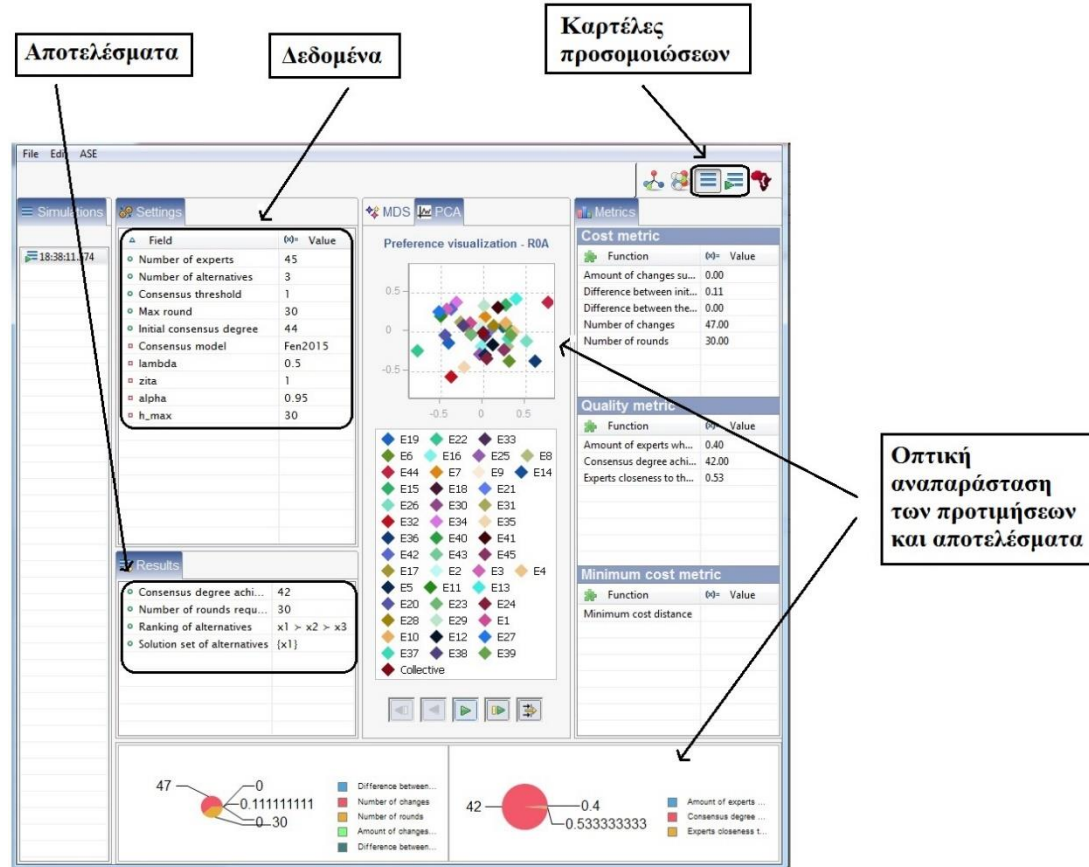 Αποτελέσματα
Δεδομένα
Καρτέλες
προσομοιώσεων
File Edit ASE
Simulations
18:38:11.574
Settings
Field (x)= Value
Number of experts 45
Number of alternatives 3
Consensus threshold 1
Max round 30
Initial consensus degree 44
Consensus model Fen2015
lambda 0.5
zita 1
alpha 0.95
h_max 30
Results
Consensus degree achi... 42
Number of rounds requ... 30
Ranking of alternatives x1 > x2 > x3
Solution set of alternatives {x1}
MDS PCA
Preference visualization - R0A
0.5
0
-0.5
-0.5 0 0.5
E19 E22 E33
E6 E16 E25 E8
E44 E7 E9 E14
E15 E18 E21
E26 E30 E31
E32 E34 E35
E36 E40 E41
E42 E43 E45
E17 E2 E3 E4
E5 E11 E13
E20 E23 E24
E28 E29 E1
E10 E12 E27
E37 E38 E39
Collective
Metrics
Cost metric
Function (x)= Value
Amount of changes su... 0.00
Difference between init... 0.11
Difference between the... 0.00
Number of changes 47.00
Number of rounds 30.00
Quality metric
Function (x)= Value
Amount of experts wh... 0.40
Consensus degree achi... 42.00
Experts closeness to th... 0.53
Minimum cost metric
Function (x)= Value
Minimum cost distance
Οπτική
αναπαράσταση
των προτιμήσεων
και αποτελέσματα
47
0
0.111111111
0
30
Difference between...
Number of changes
Number of rounds
Amount of changes...
Difference between...
42
0.4
0.533333333
Amount of experts ...
Consensus degree ...
Experts closeness t...